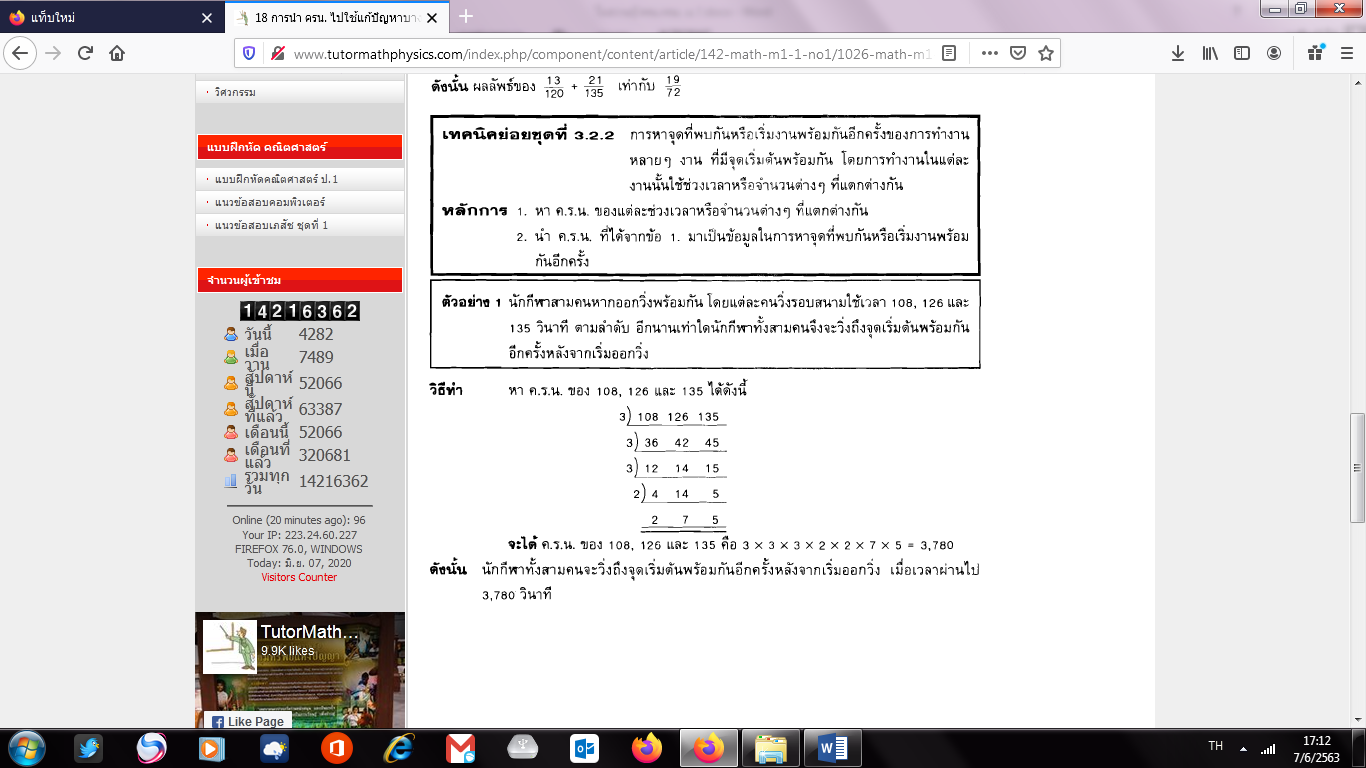 แท็บใหม่
18 การนำ ครน. ไปใช้แก้ปัญหาบาง
www.tutormathphysics.com/index.php/component/content/article/142-math-m1-1-no1/1026-math-m1
· วิศวกรรม
แบบฝึกหัด คณิตศาสตร์
· แบบฝึกหัดคณิตศาสตร์ ป.1
· แนวข้อสอบคอมพิวเตอร์
· แนวข้อสอบเภสัช ชุดที่ 1
จำนวนผู้เข้าชม
14216362
วันนี้ 4282
เมื่อวาน 7489
สัปดาห์นี้ 52066
สัปดาห์ที่แล้ว 63387
เดือนนี้ 52066
เดือนที่แล้ว 320681
รวมทุกวัน 14216362
Online (20 minutes ago): 96
Your IP: 223.24.60.227
FIREFOX 76.0, WINDOWS
Today: มิ.ย. 07, 2020
Visitors Counter
TutorMath...
9.9K likes
Like Page
ดังนั้น ผลลัพธ์ของ 13/120 + 21/135 เท่ากับ 19/72
เทคนิคย่อยชุดที่ 3.2.2 การหาจุดที่พบกันหรือเริ่มงานพร้อมกันอีกครั้งของการทำงาน
หลายๆ งาน ที่มีจุดเริ่มต้นพร้อมกัน โดยการทำงานในแต่ละ
งานนั้นใช้ช่วงเวลาหรือจำนวนต่างๆ ที่แตกต่างกัน
หลักการ 1. หา ค.ร.น. ของแต่ละช่วงเวลาหรือจำนวนต่างๆ ที่แตกต่างกัน
2. นำ ค.ร.น. ที่ได้จากข้อ 1. มาเป็นข้อมูลในการหาจุดที่พบกันหรือเริ่มงานพร้อม
กันอีกครั้ง
ตัวอย่าง 1 นักกีฬาสามคนหากออกวิ่งพร้อมกัน โดยแต่ละคนวิ่งรอบสนามใช้เวลา 108, 126 และ
135 วินาที ตามลำดับ อีกนานเท่าใดนักกีฬาทั้งสามคนจึงจะวิ่งถึงจุดเริ่มต้นพร้อมกัน
อีกครั้งหลังจากเริ่มออกวิ่ง
วิธีทำ หา ค.ร.น. ของ 108, 126 และ 135 ได้ดังนี้
3) 108 126 135
3) 36 42 45
3) 12 14 15
2) 4 14 5
2 7 5
จะได้ ค.ร.น. ของ 108, 126 และ 135 คือ 3 × 3 × 3 × 2 × 2 × 7 × 5 = 3,780
ดังนั้น นักกีฬาทั้งสามคนจะวิ่งถึงจุดเริ่มต้นพร้อมกันอีกครั้งหลังจากเริ่มออกวิ่ง เมื่อเวลาผ่านไป
3,780 วินาที
TH
17:12
7/6/2563